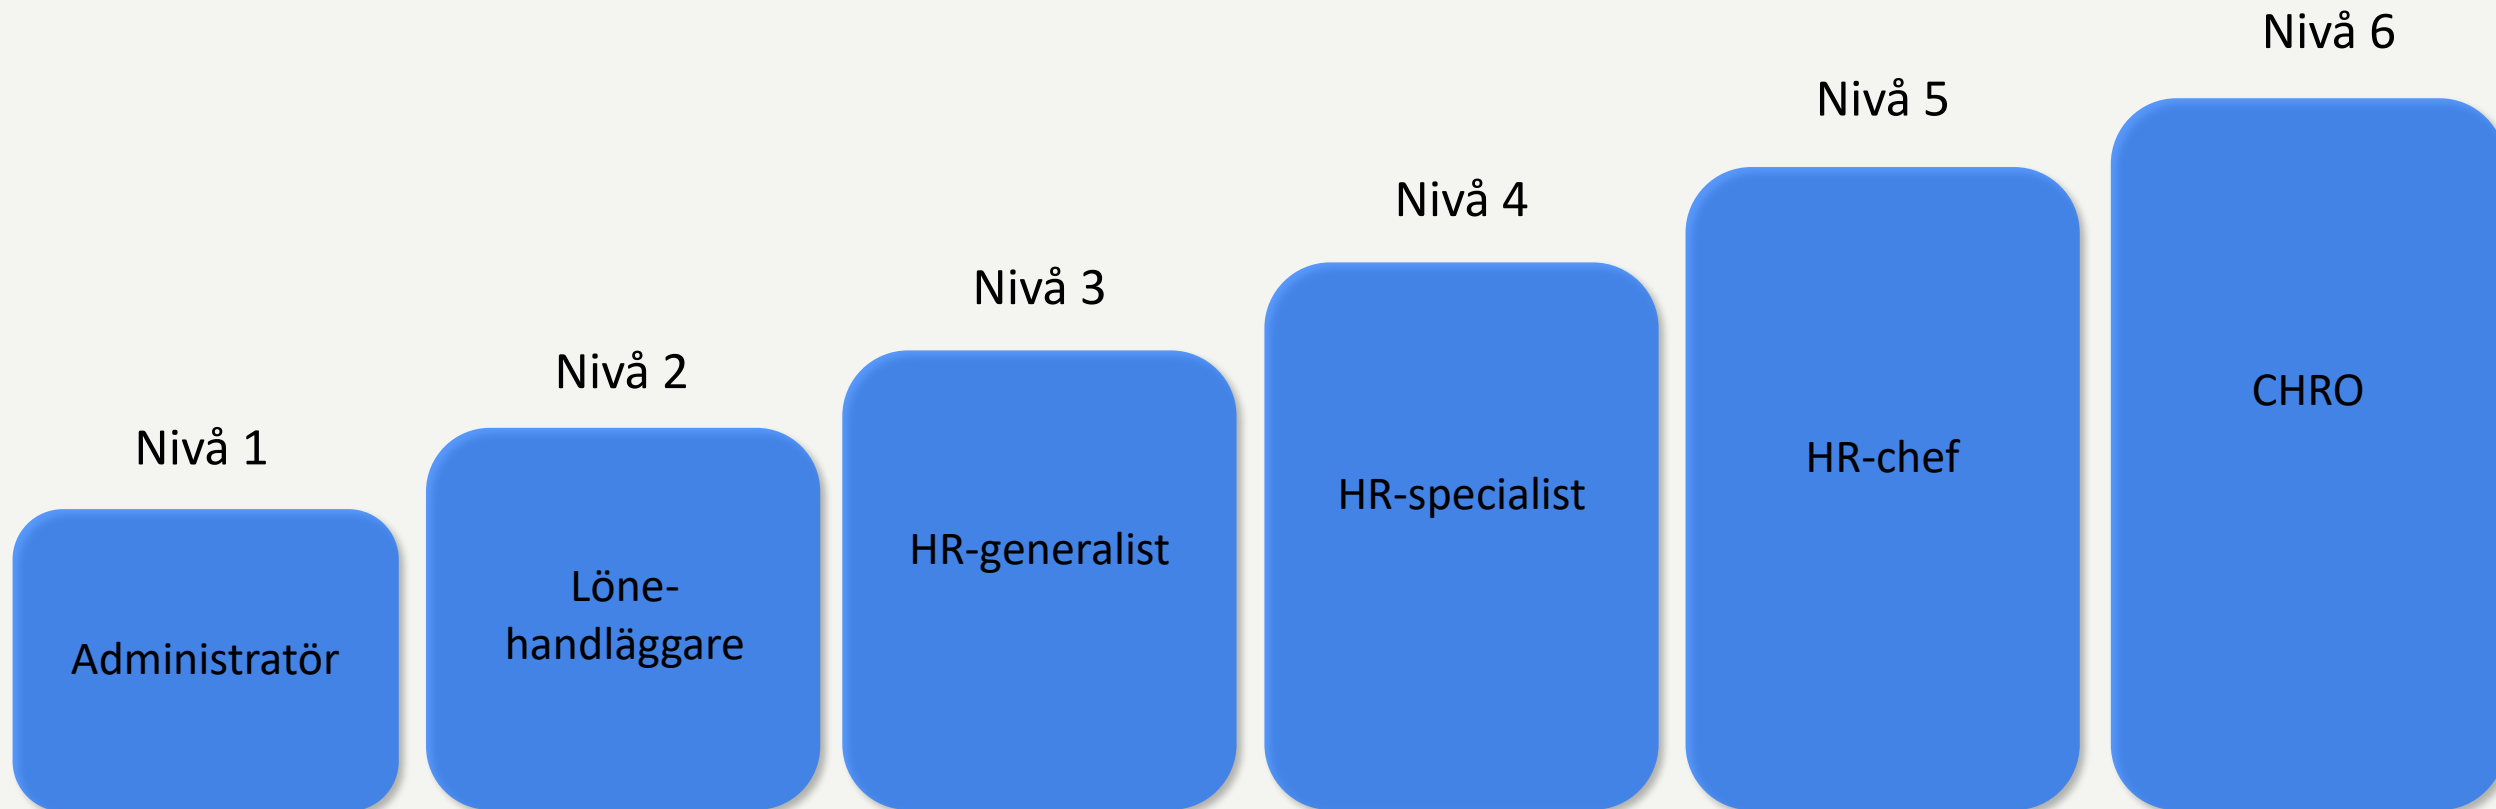 Nivå 1
Administratör
Nivå 2
Löne-
handläggare
Nivå 3
HR-generalist
Nivå 4
HR-specialist
Nivå 5
HR-chef
Nivå 6
CHRO